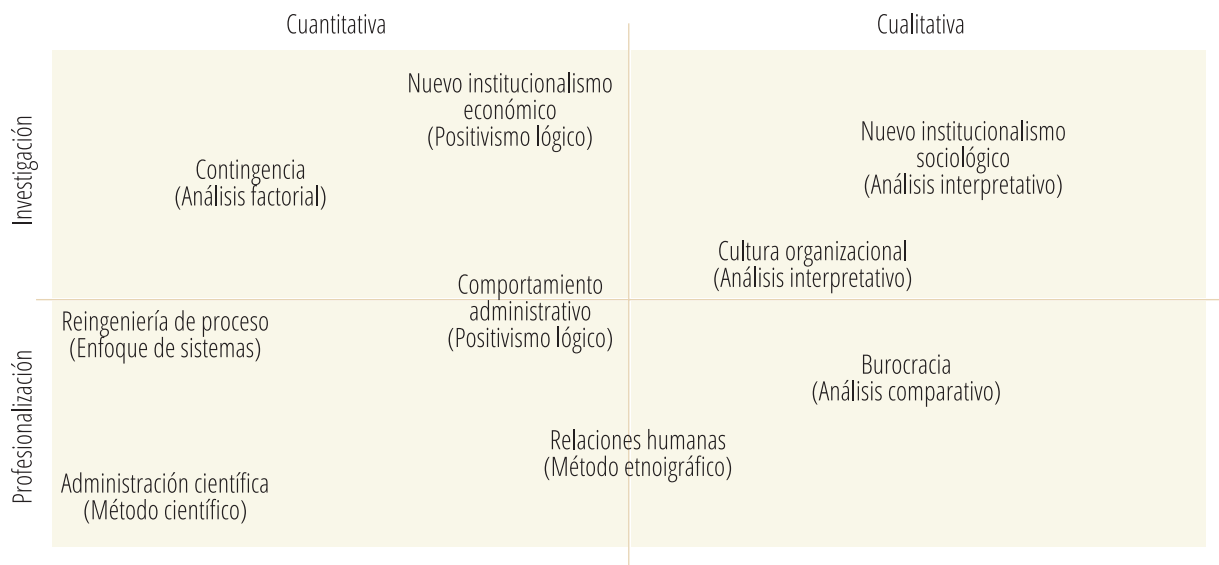 Cuantitativa
Cualitativa
Investigación
Nuevo institucionalismo
económico
(Positivismo lógico)
Nuevo institucionalismo
sociológico
(Análisis interpretativo)
Contingencia
(Análisis factorial)
Cultura organizacional
(Análisis interpretativo)
Comportamiento
administrativo
(Positivismo lógico)
Profesionalización
Reingeniería de proceso
(Enfoque de sistemas)
Burocracia
(Análisis comparativo)
Relaciones humanas
(Método etnoigráfico)
Administración científica
(Método científico)